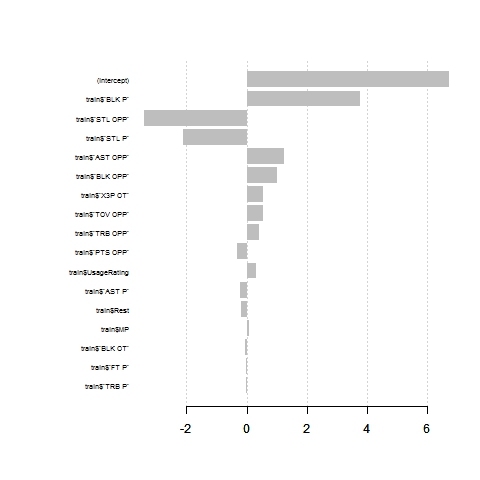 (Intercept)
train$`BLK P`
train$`STL OPP`
train$`STL P`
train$`AST OPP`
train$`BLK OPP`
train$`X3P OT`
train$`TOV OPP`
train$`TRB OPP`
train$`PTS OPP`
train$UsageRating
train$`AST P`
train$Rest
train$MP
train$`BLK OT`
train$`FT P`
train$`TRB P`
-2 0 2 4 6